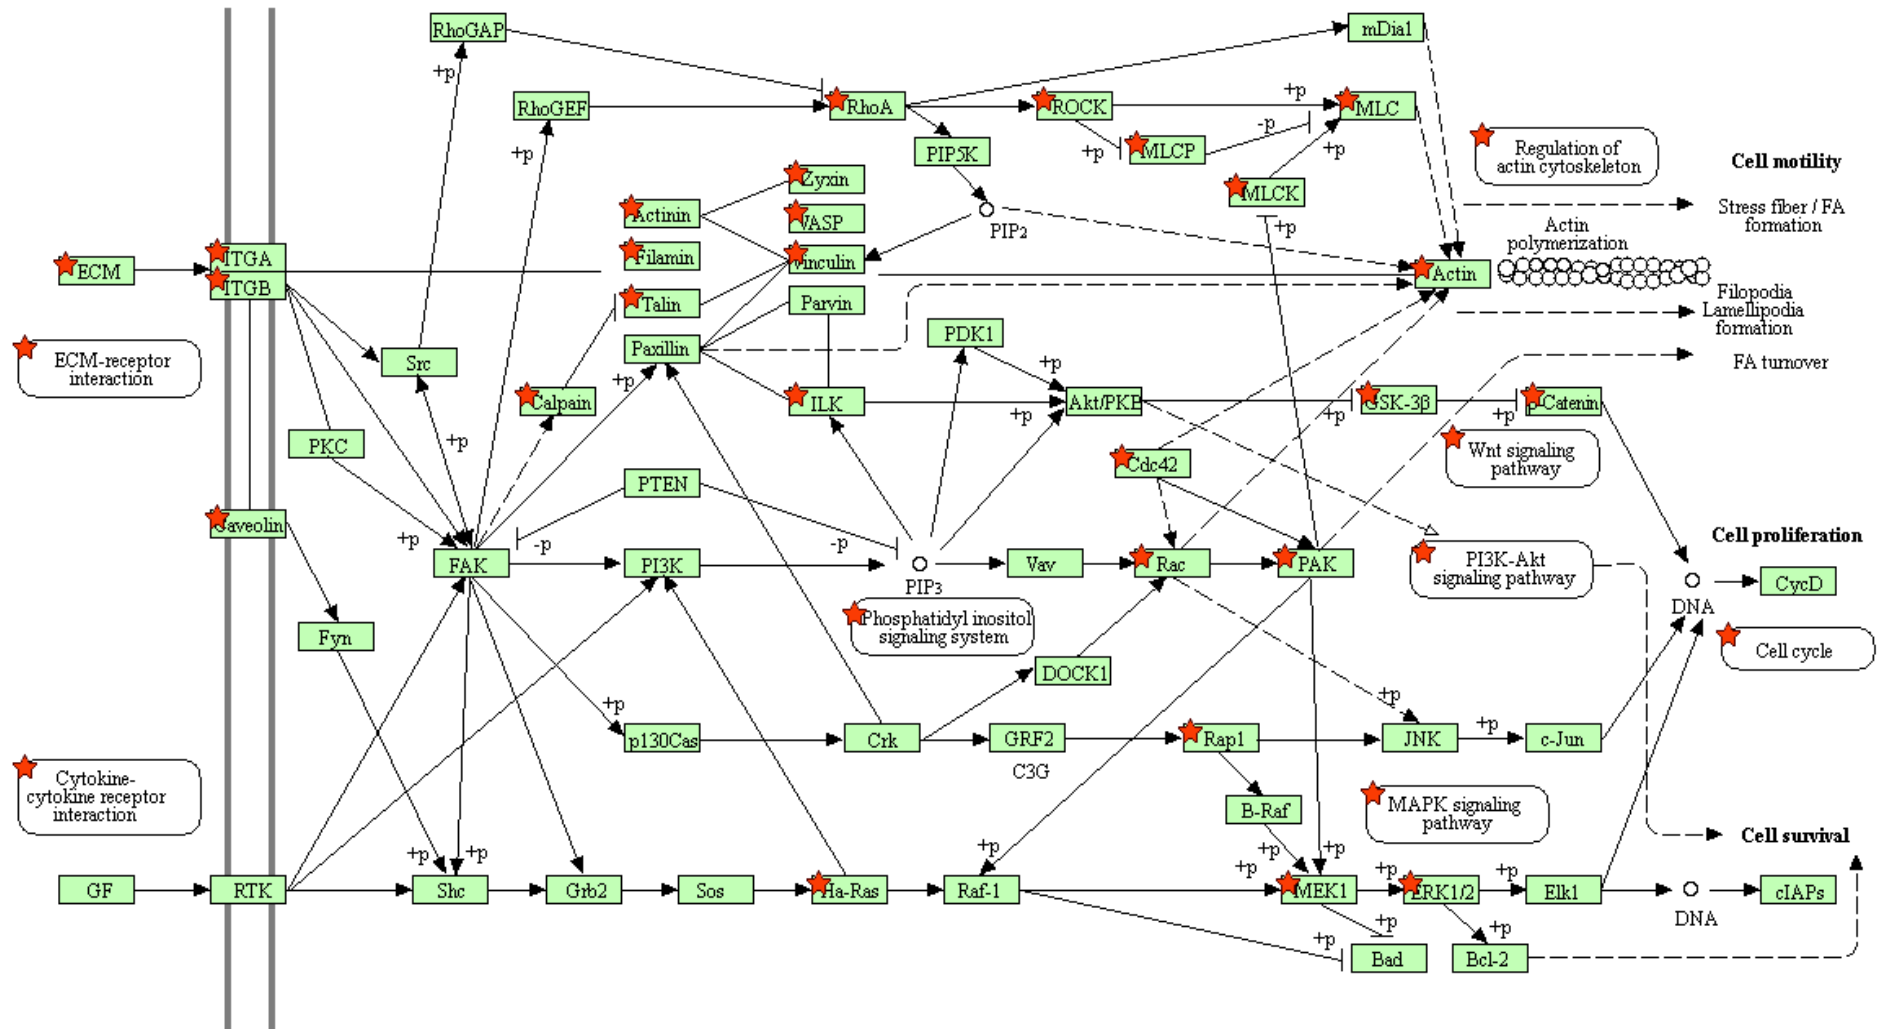 RhoGAP
mDia1
+p
RhoGEF
RhoA
ROCK
+p
MLC
-p
+p
+p
PIP5K
+p
MLCP
Regulation of
actin cytoskeleton
Cell motility
Zyxin
MLCK
Actinin
VASP
PIP2
+p
Stress fiber / FA
formation
Actin
polymerization
ECM
ITGA
ITGB
Filamin
Vinculin
Actin
Talin
Parvin
Filopodia
Lamellipodia
formation
ECM-receptor
interaction
Src
Paxillin
PDK1
FA turnover
+p
+p
Calpain
ILK
+p
Akt/PKB
+p
GSK-3β
+p
β-Catenin
PKC
+p
Wnt signaling
pathway
Cdc42
PTEN
Caveolin
+p
-p
-p
Cell proliferation
FAK
PI3K
PIP3
Vav
Rac
PAK
PI3K-Akt
signaling pathway
CycD
DNA
Phosphatidyl inositol
signaling system
Fyn
Cell cycle
DOCK1
+p
+p
+p
p130Cas
Crk
GRF2
C3G
Rap1
JNK
c-Jun
Cytokine-
cytokine receptor
interaction
B-Raf
MAPK signaling
pathway
Cell survival
+p
+p
+p
+p
+p
+p
+p
+p
GF
RTK
Shc
Grb2
Sos
Ha-Ras
Raf-1
MEK1
ERK1/2
Elk1
DNA
cIAPs
+p
+p
+p
Bad
Bcl-2